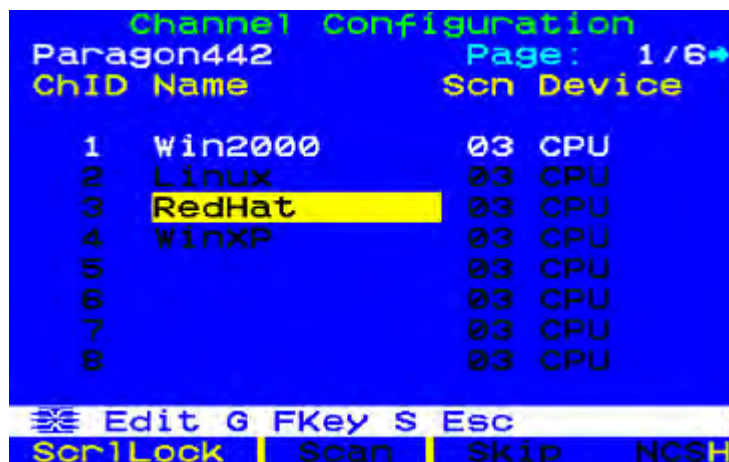 Channel Configuration
Paragon442 Page: 1/6→
ChID Name Scn Device
1 Win2000 03 CPU
2 Linux 03 CPU
3 RedHat 03 CPU
4 WinXP 03 CPU
5 03 CPU
6 03 CPU
7 03 CPU
8 03 CPU
Edit G FKey S Esc
ScrlLock Scan Skip NCSH